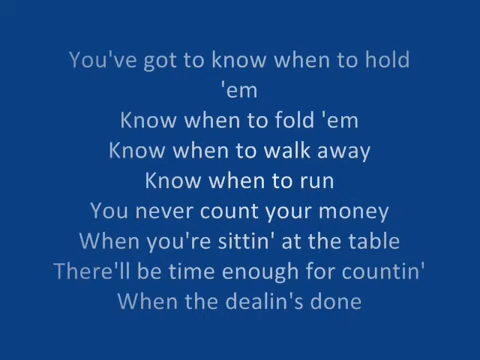 You've got to know when to hold
'em
Know when to fold 'em
Know when to walk away
Know when to run
You never count your money
When you're sittin' at the table
There'll be time enough for countin'
When the dealin's done